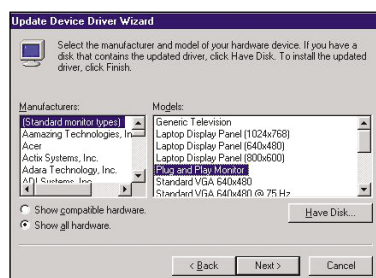 Update Device Driver Wizard
Select the manufacturer and model of your hardware device. If you have a
disk that contains the updated driver, click Have Disk. To install the updated
driver, click Finish.
Manufacturers:
(Standard monitor types)
Aamazing Technologies, In
Acer
Actix Systems, Inc.
Adara Technology, Inc.
ADI Systems, Inc.
Models:
Generic Television
Laptop Display Panel (1024x768)
Laptop Display Panel (640x480)
Laptop Display Panel (800x600)
Plug and Play Monitor
Standard VGA 640x480
Standard VGA 640x480 @ 75 Hz
Show compatible hardware.
Show all hardware.
Have Disk...
< Back
Next >
Cancel